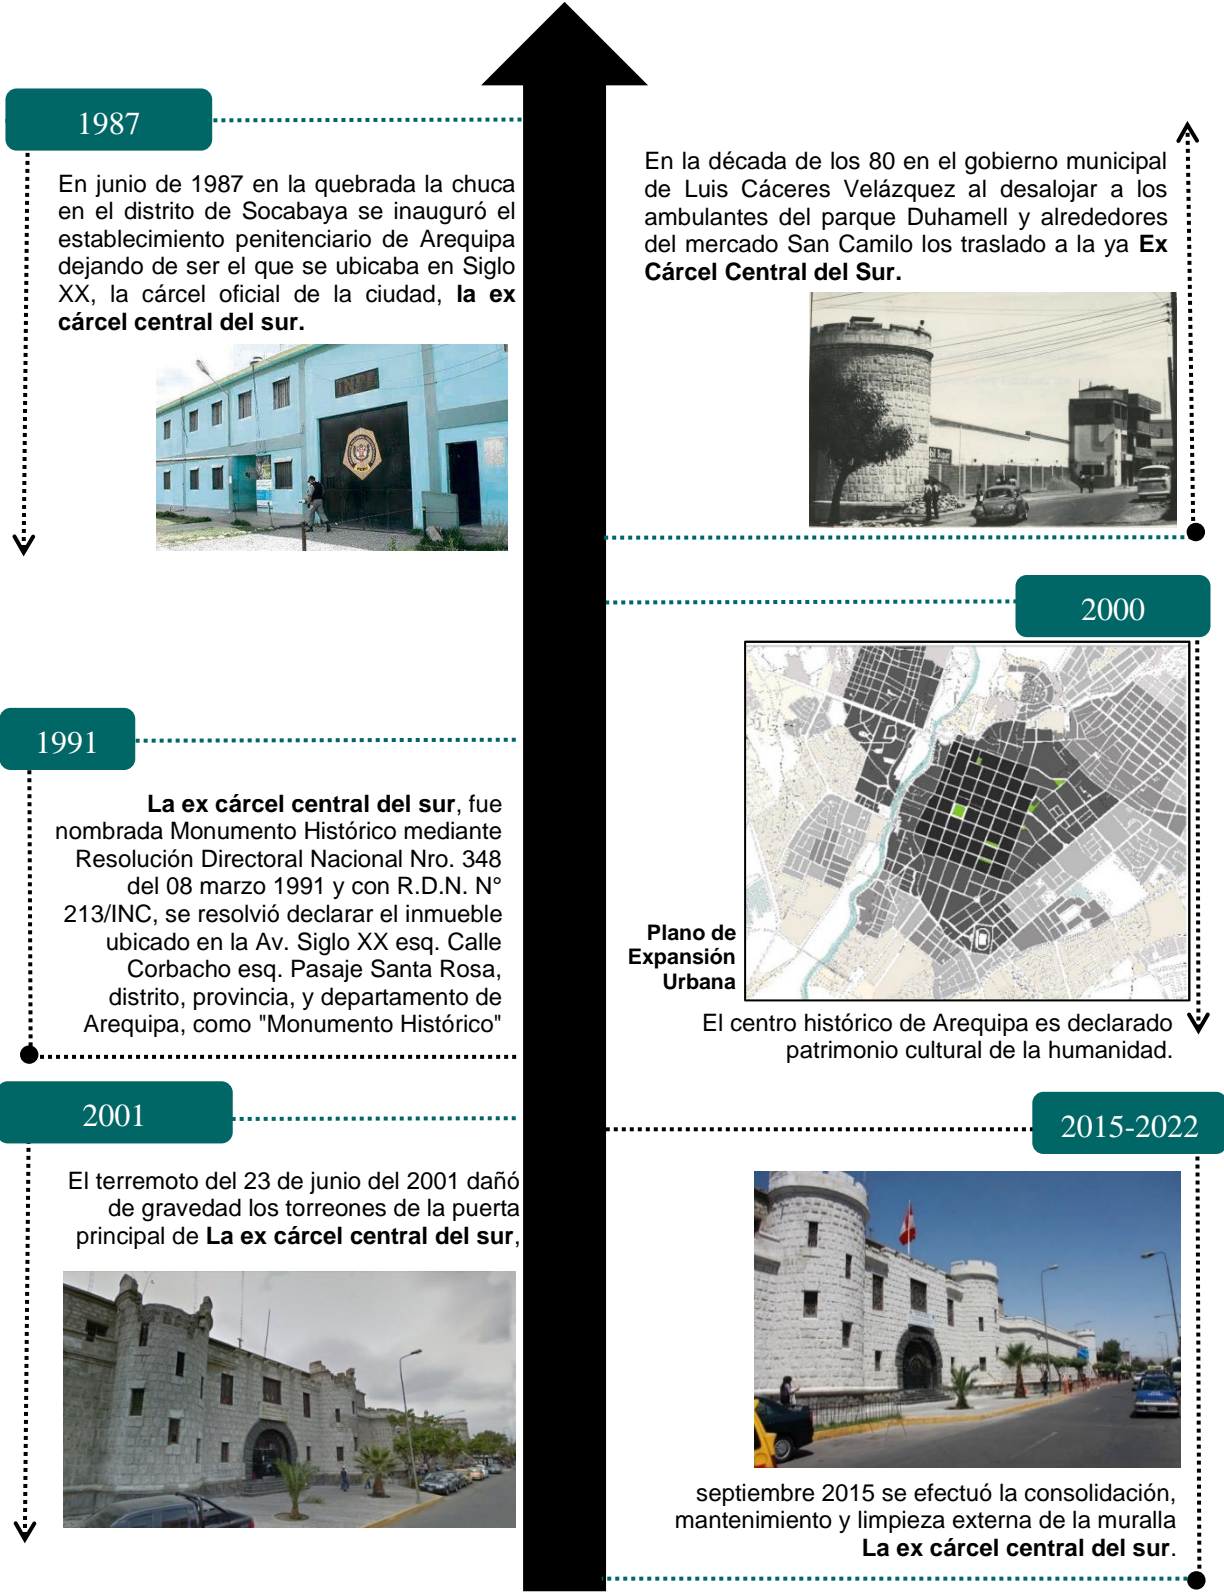 1987
En junio de 1987 en la quebrada la chuca
en el distrito de Socabaya se inauguró el
establecimiento penitenciario de Arequipa
dejando de ser el que se ubicaba en Siglo
XX, la cárcel oficial de la ciudad, la ex
cárcel central del sur.
En la década de los 80 en el gobierno municipal
de Luis Cáceres Velázquez al desalojar a los
ambulantes del parque Duhamell y alrededores
del mercado San Camilo los traslado a la ya Ex
Cárcel Central del Sur.
2000
Plano de
Expansión
Urbana
El centro histórico de Arequipa es declarado
patrimonio cultural de la humanidad.
1991
La ex cárcel central del sur, fue
nombrada Monumento Histórico mediante
Resolución Directoral Nacional Nro. 348
del 08 marzo 1991 y con R.D.N. N°
213/INC, se resolvió declarar el inmueble
ubicado en la Av. Siglo XX esq. Calle
Corbacho esq. Pasaje Santa Rosa,
distrito, provincia, y departamento de
Arequipa, como "Monumento Histórico"
2001
El terremoto del 23 de junio del 2001 dañó
de gravedad los torreones de la puerta
principal de La ex cárcel central del sur,
2015-2022
septiembre 2015 se efectuó la consolidación,
mantenimiento y limpieza externa de la muralla
La ex cárcel central del sur.